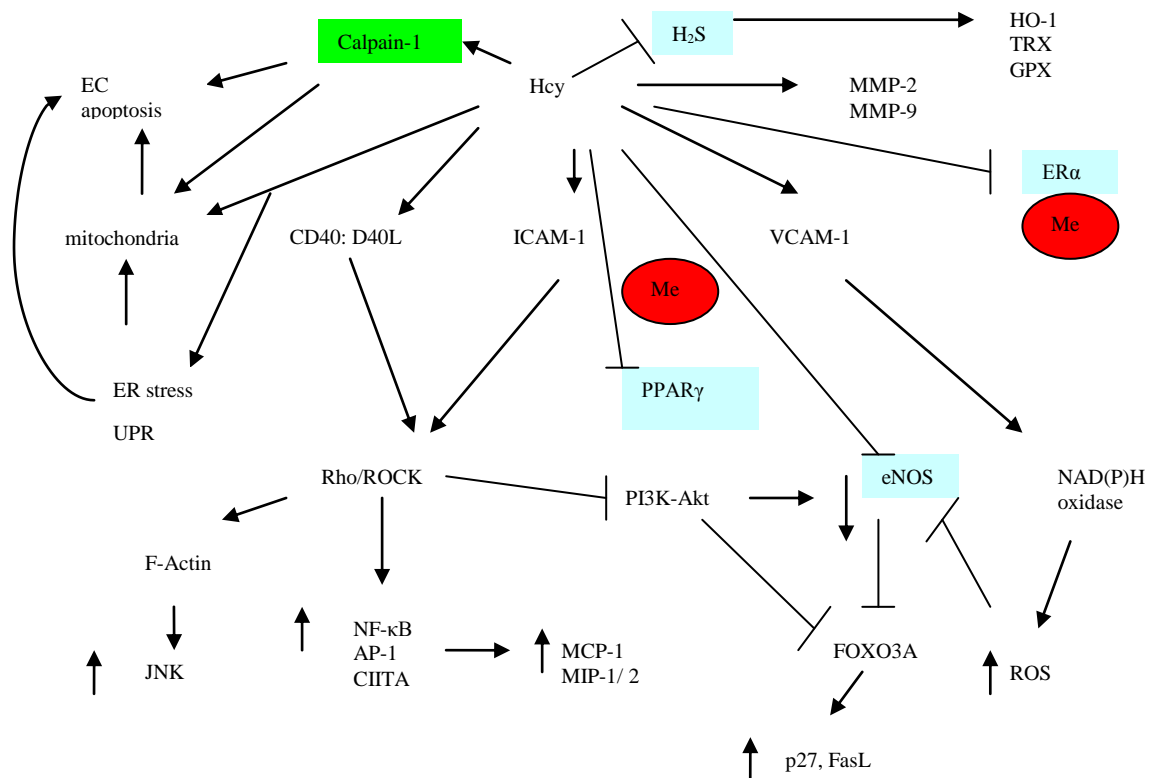 Calpain-1
H₂S
HO-1
TRX
GPX
EC
apoptosis
Hcy
MMP-2
MMP-9
ERα
Me
mitochondria
CD40: D40L
ICAM-1
VCAM-1
Me
ER stress
UPR
PPARγ
Rho/ROCK
PI3K-Akt
eNOS
NAD(P)H
oxidase
F-Actin
JNK
NF-κB
AP-1
CIITA
MCP-1
MIP-1/ 2
FOXO3A
ROS
p27, FasL